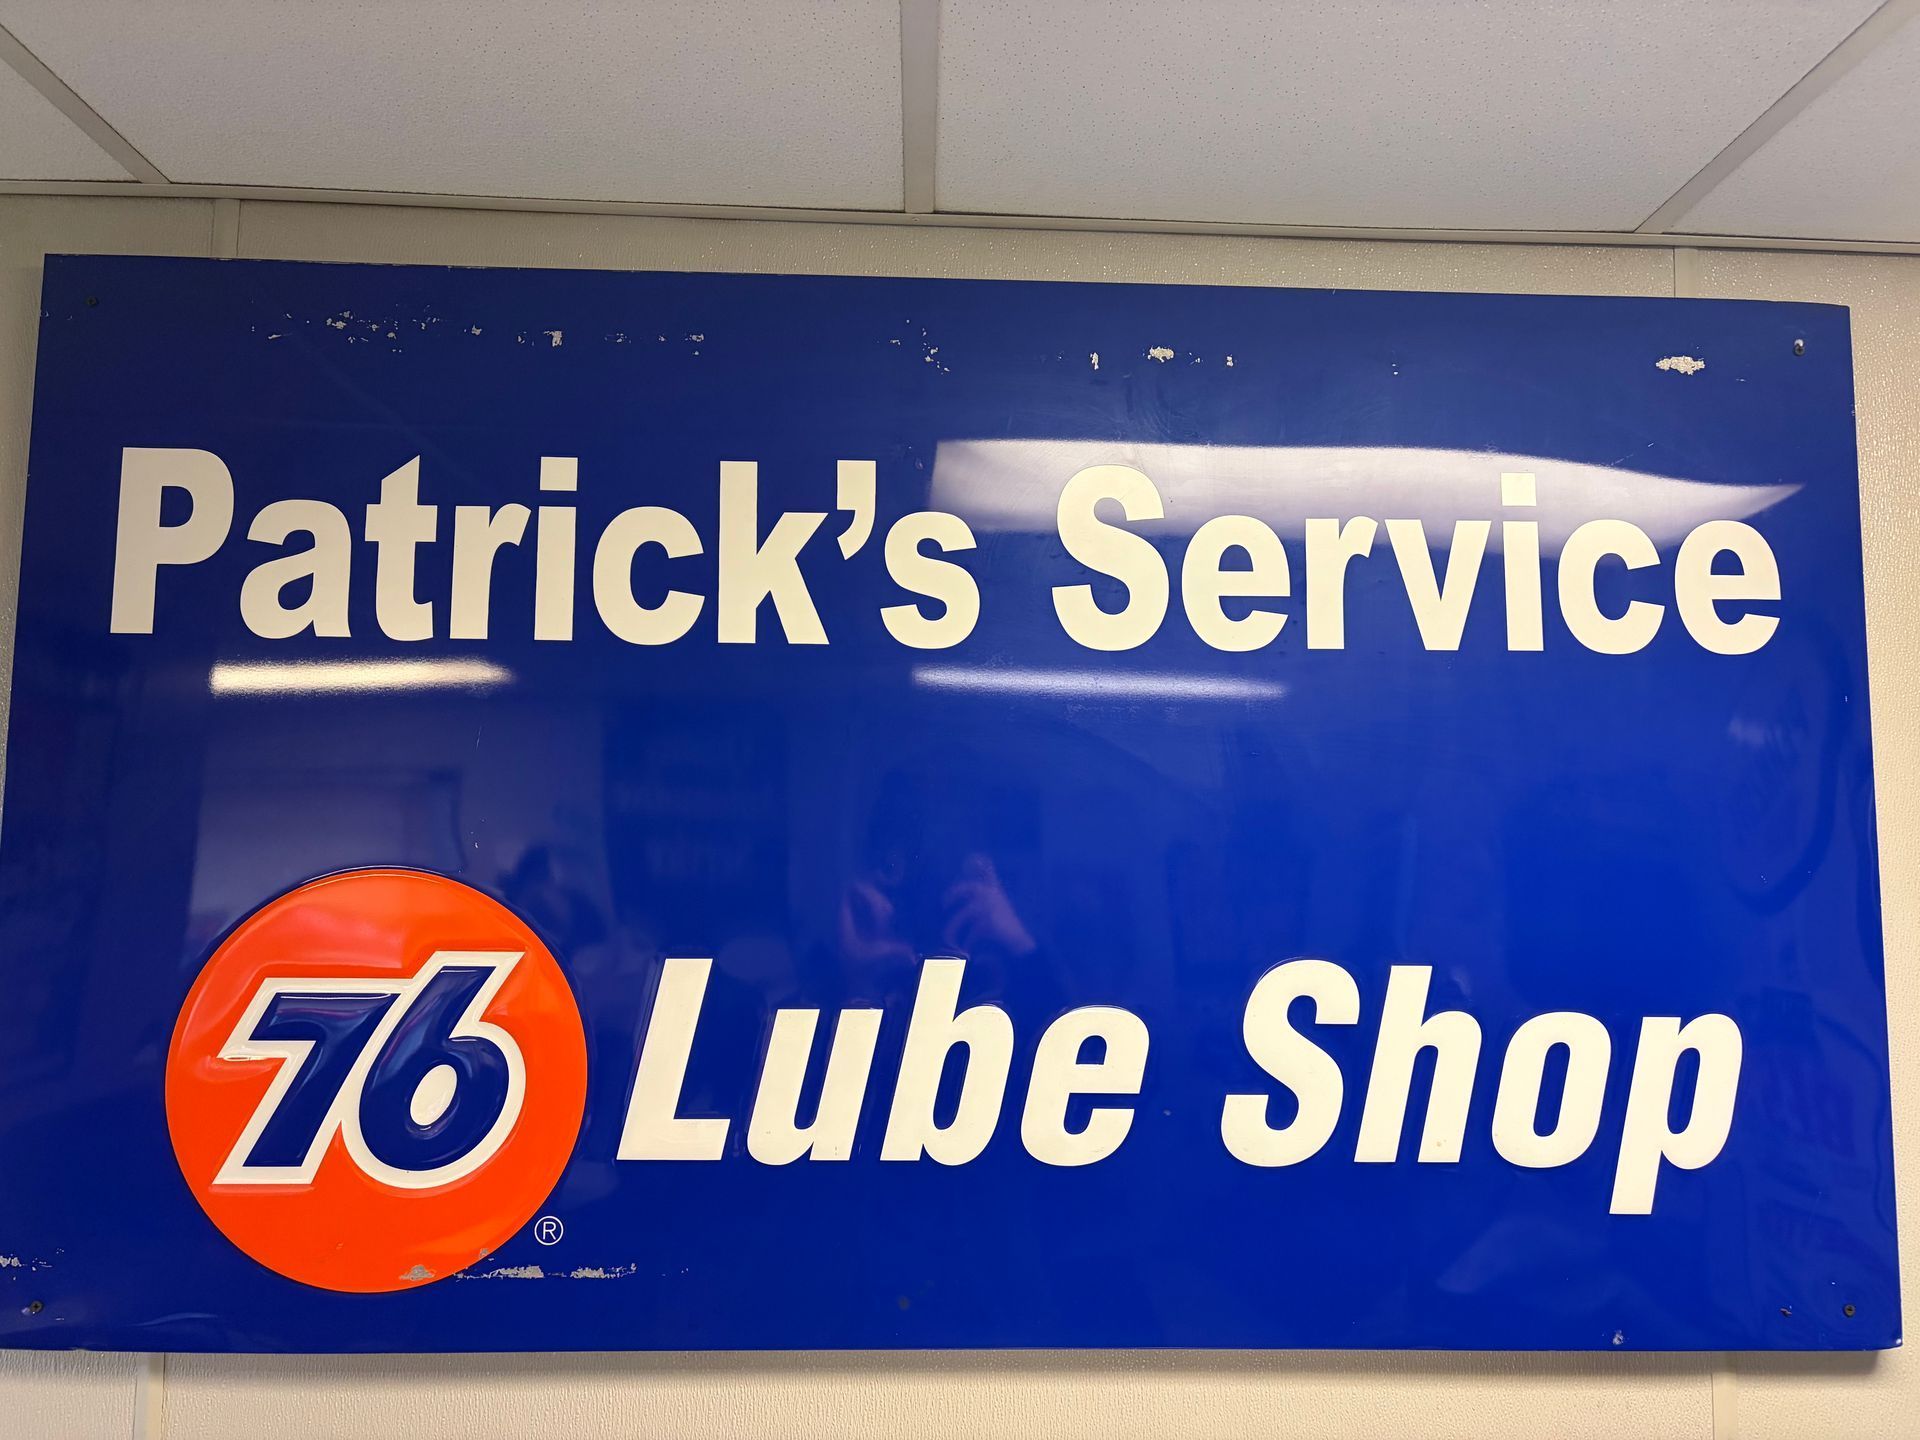 Patrick's Service
76 Lube Shop
®